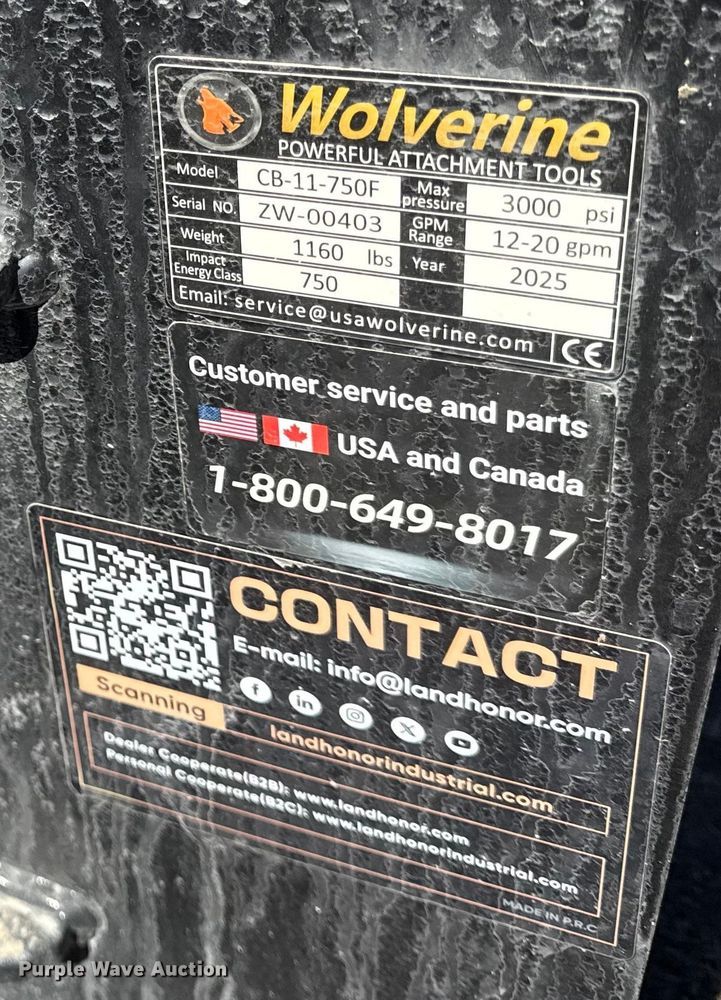 Wolverine
POWERFUL ATTACHMENT TOOLS
Model CB-11-750F Max pressure 3000 psi
Serial NO. ZW-00403 GPM Range 12-20 gpm
Weight 1160 lbs Year 2025
Impact Energy Class 750
Email: service@usawolverine.com CE
Customer service and parts
USA and Canada
1-800-649-8017
CONTACT
E-mail: info@landhonor.com
Scanning
f in X
landhonorindustrial.com
Dealer Cooperate(B2B): www.landhonor.com
Personal Cooperate(B2C): www.landhonorindustrial.com
MADE IN P.R.C
Purple Wave Auction